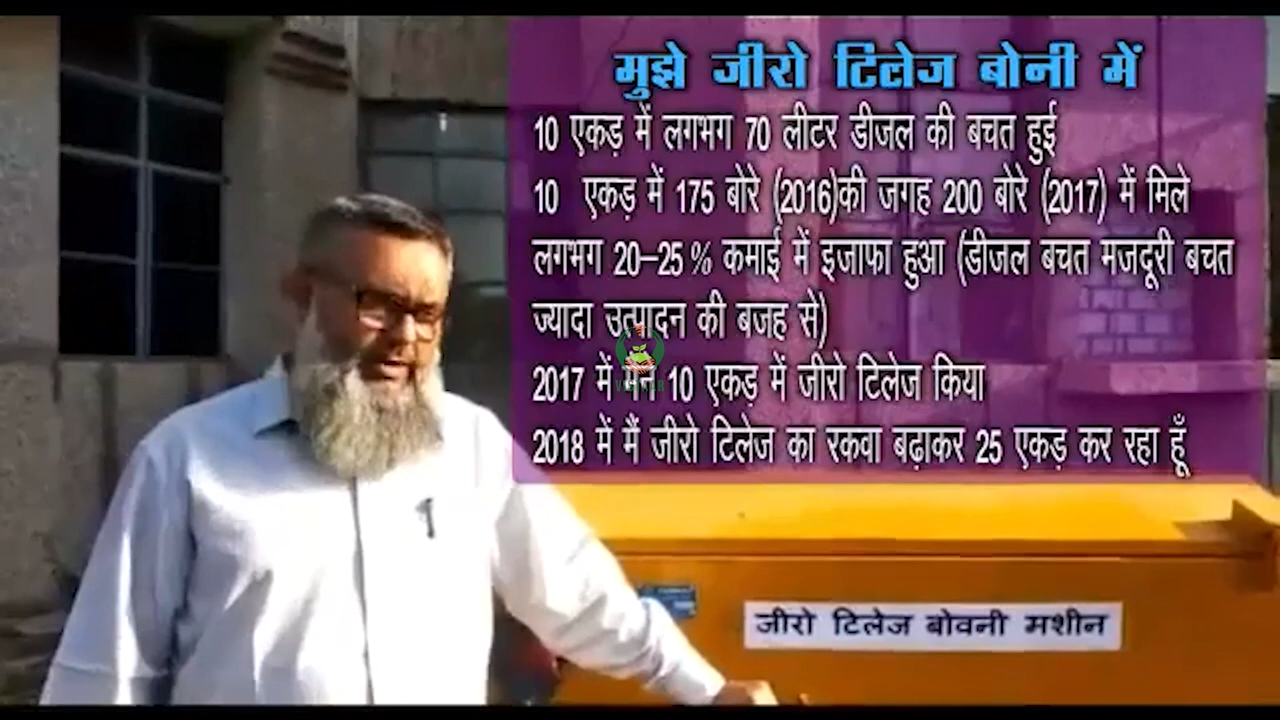 मुझे जीरो टिलेज बोनी में
10 एकड़ में लगभग 70 लीटर डीजल की बचत हुई
10 एकड़ में 175 बोरे (2016)की जगह 200 बोरे (2017) में मिले
लगभग 20-25% कमाई में इजाफा हुआ (डीजल बचत मजदूरी बचत
ज्यादा उत्पादन की बजह से)
2017 में 10 एकड़ में जीरो टिलेज किया
2018 में मैं जीरो टिलेज का रकवा बढ़ाकर 25 एकड़ कर रहा हूँ
जीरो टिलेज बोवनी मशीन